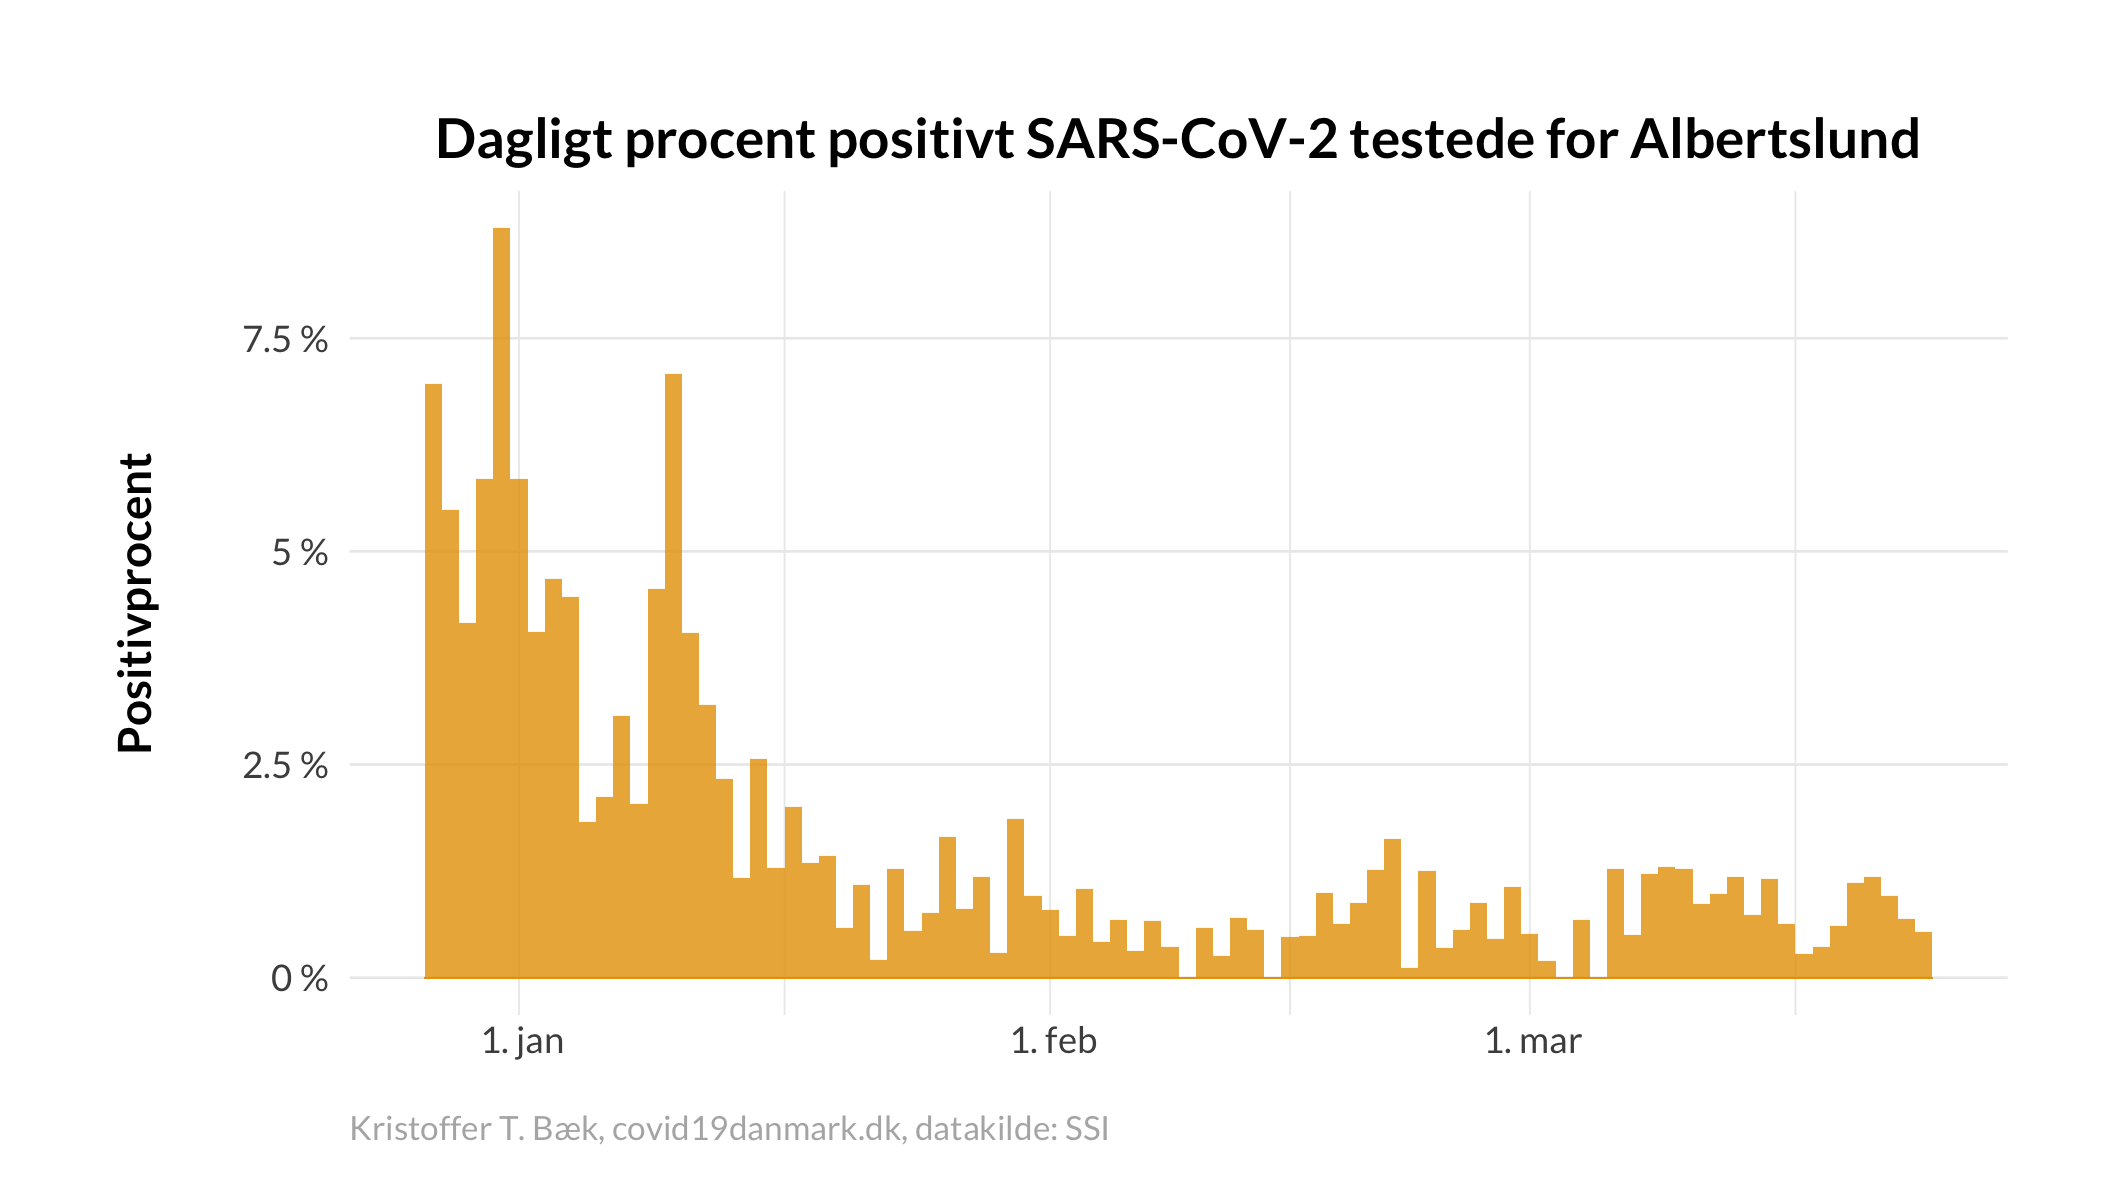 Dagligt procent positivt SARS-CoV-2 testede for Albertslund
Positivprocent
7.5 %
5 %
2.5 %
0 %
1. jan
1. feb
1. mar
Kristoffer T. Bæk, covid19danmark.dk, datakilde: SSI